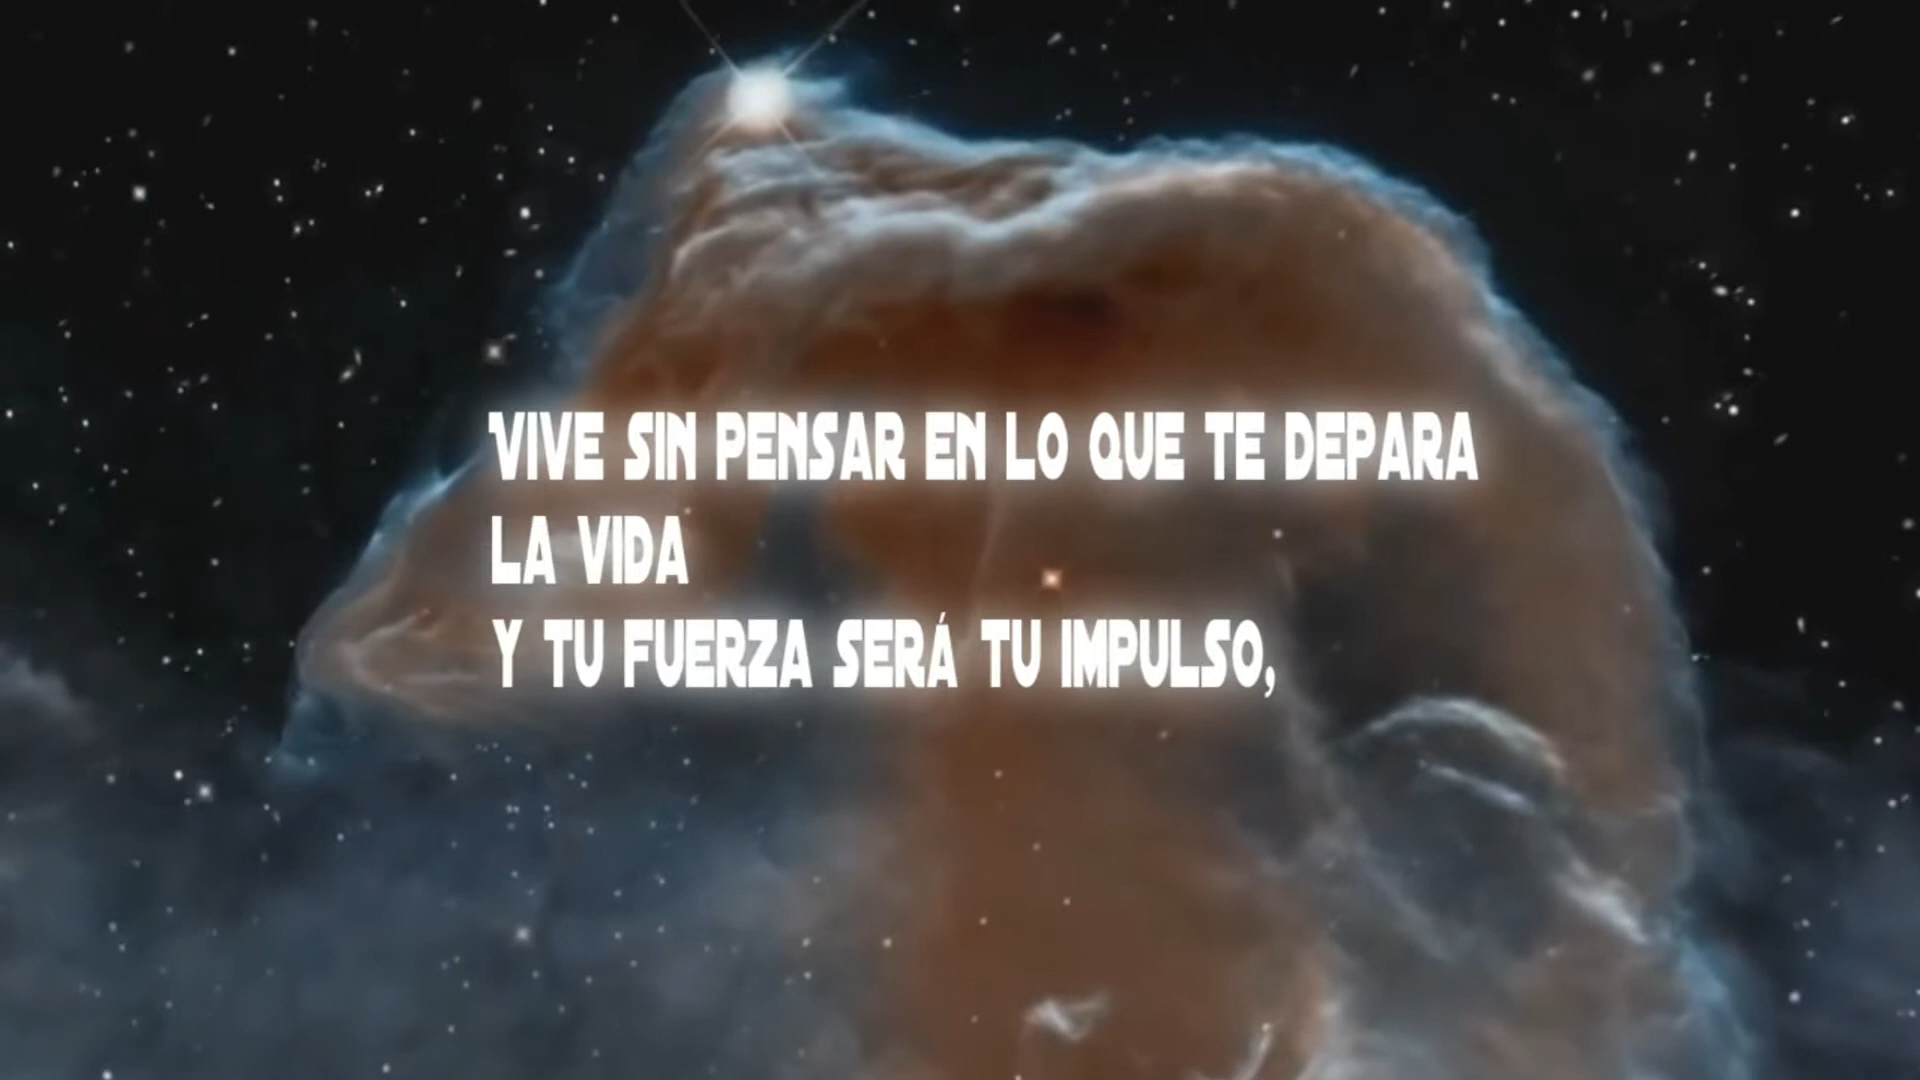 VIVE SIN PENSAR EN LO QUE TE DEPARA
LA VIDA
Y TU FUERZA SERÁ TU IMPULSO,